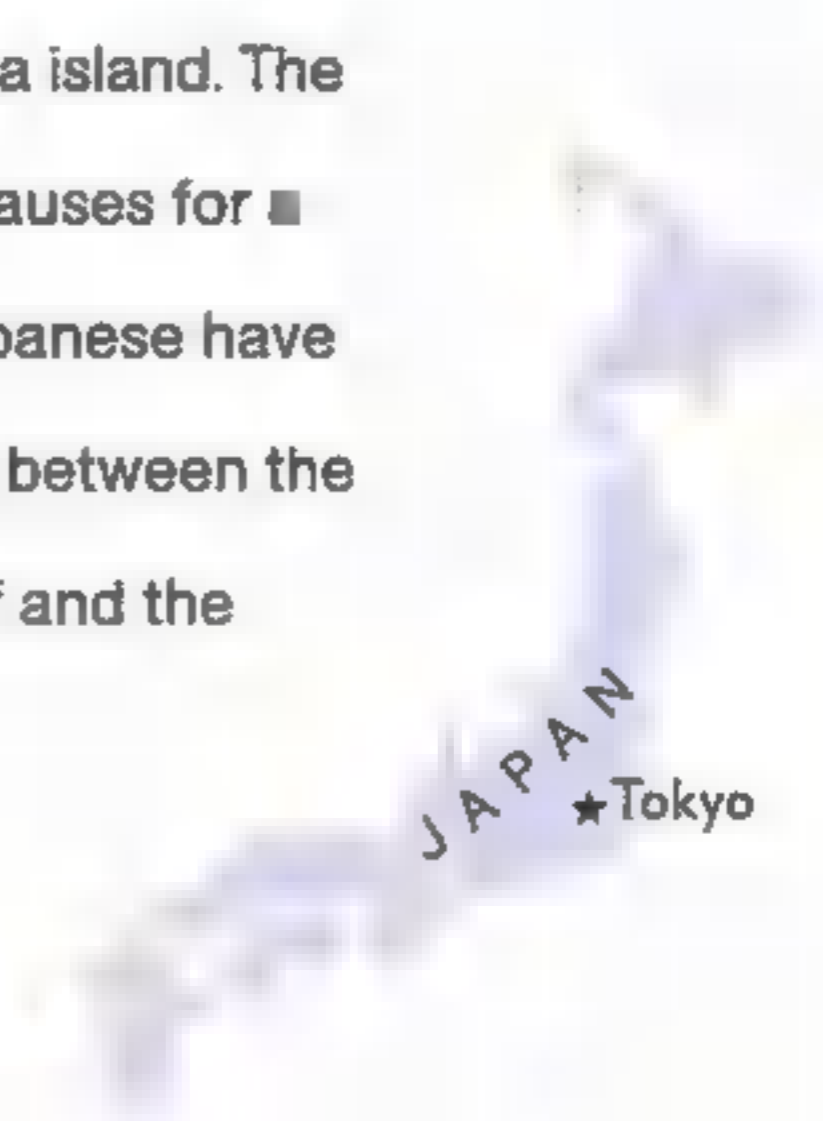 a island. The
auses for ■
panese have
between the
f and the
JAPAN
★Tokyo